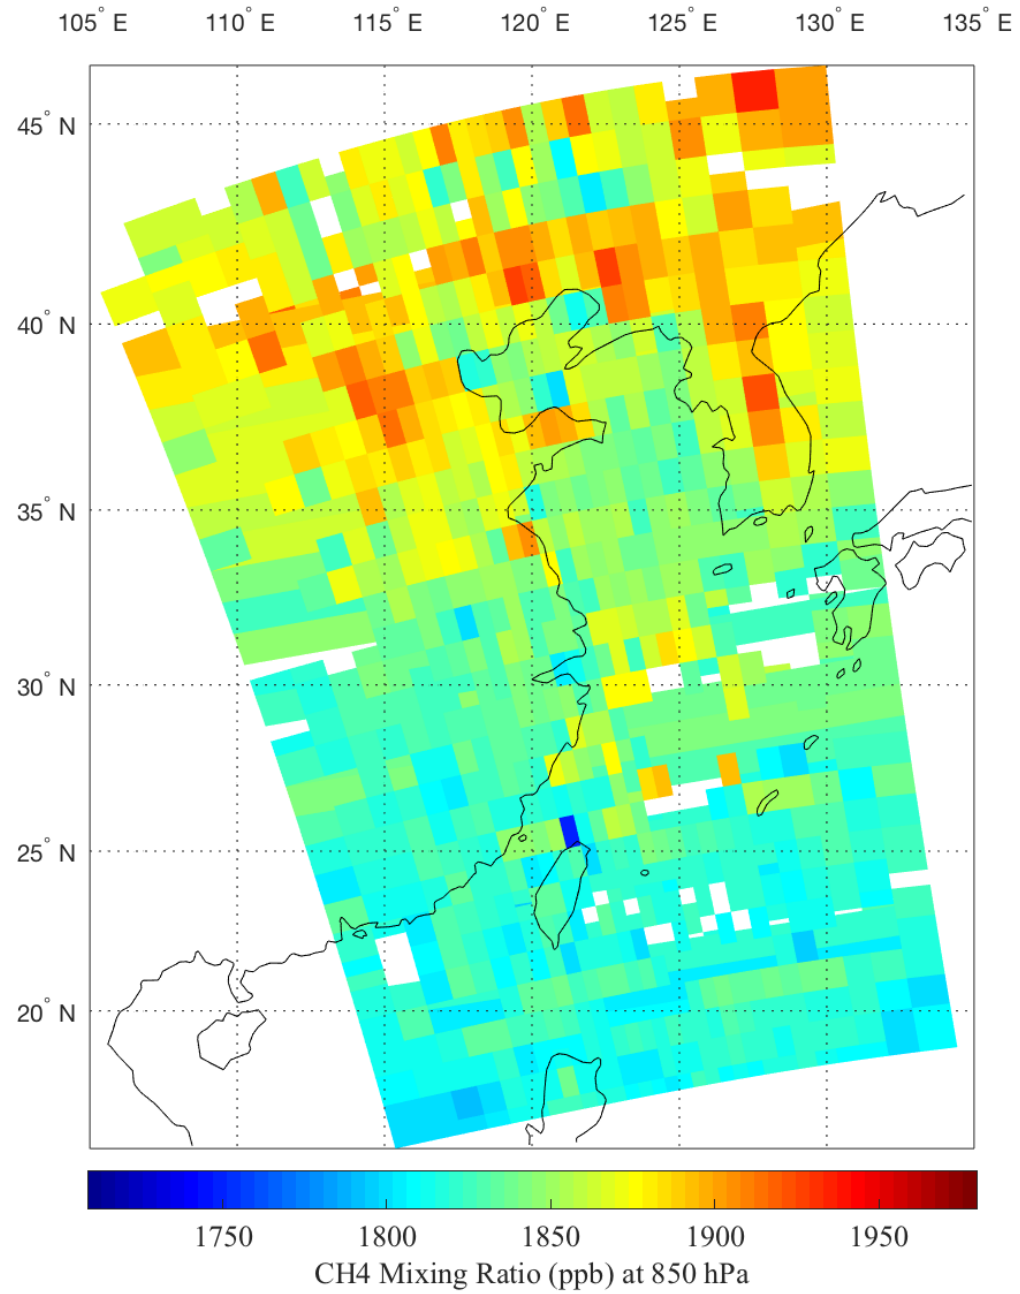 105° E 110° E 115° E 120° E 125° E 130° E 135° E
45° N
40° N
35° N
30° N
25° N
20° N
1750 1800 1850 1900 1950
CH4 Mixing Ratio (ppb) at 850 hPa